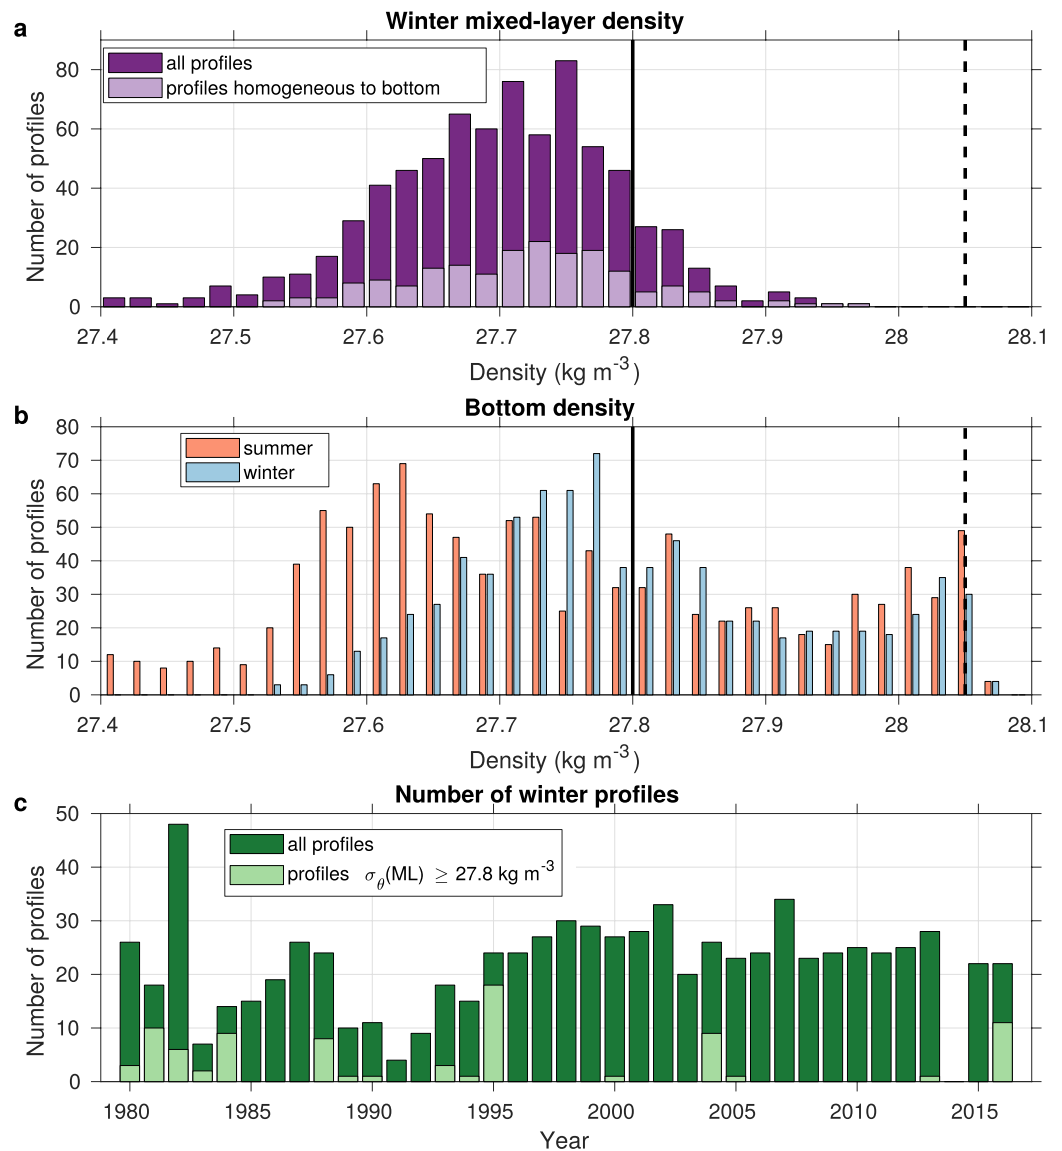 a
Winter mixed-layer density
all profiles
profiles homogeneous to bottom
Number of profiles
80
60
40
20
0
27.4 27.5 27.6 27.7 27.8 27.9 28 28.1
Density (kg m⁻³)
b
Bottom density
summer
winter
Number of profiles
80
70
60
50
40
30
20
10
0
27.4 27.5 27.6 27.7 27.8 27.9 28 28.1
Density (kg m⁻³)
c
Number of winter profiles
all profiles
profiles σ_θ(ML) ≥ 27.8 kg m⁻³
Number of profiles
50
40
30
20
10
0
1980 1985 1990 1995 2000 2005 2010 2015
Year